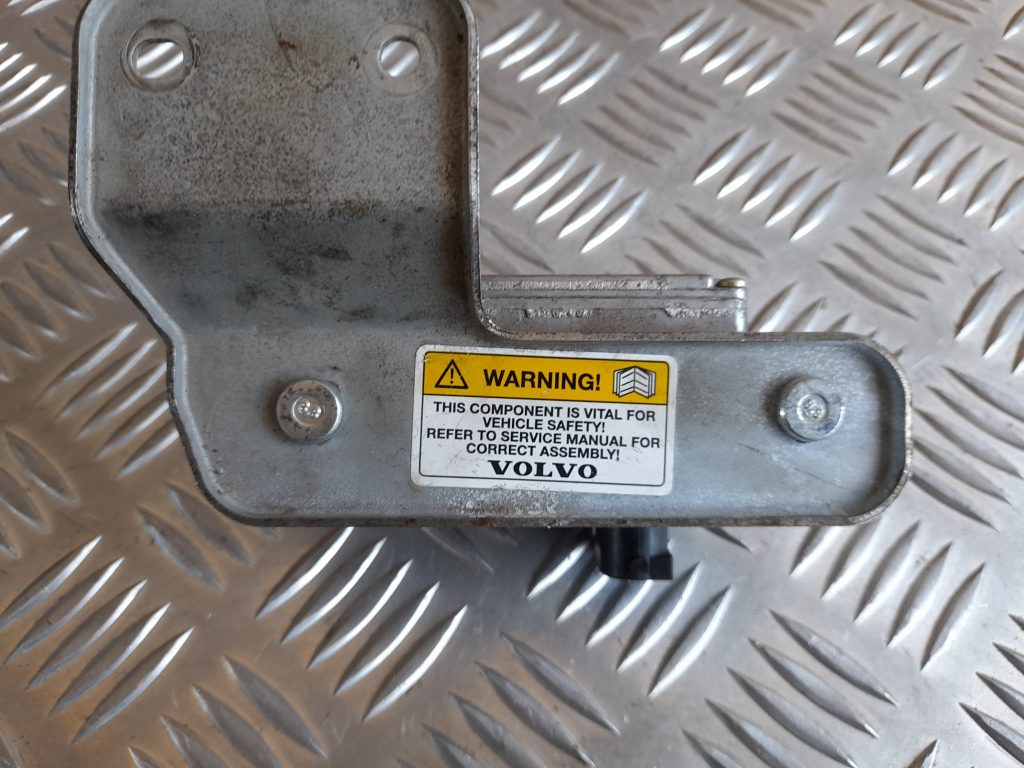 WARNING!
THIS COMPONENT IS VITAL FOR
VEHICLE SAFETY!
REFER TO SERVICE MANUAL FOR
CORRECT ASSEMBLY!
VOLVO